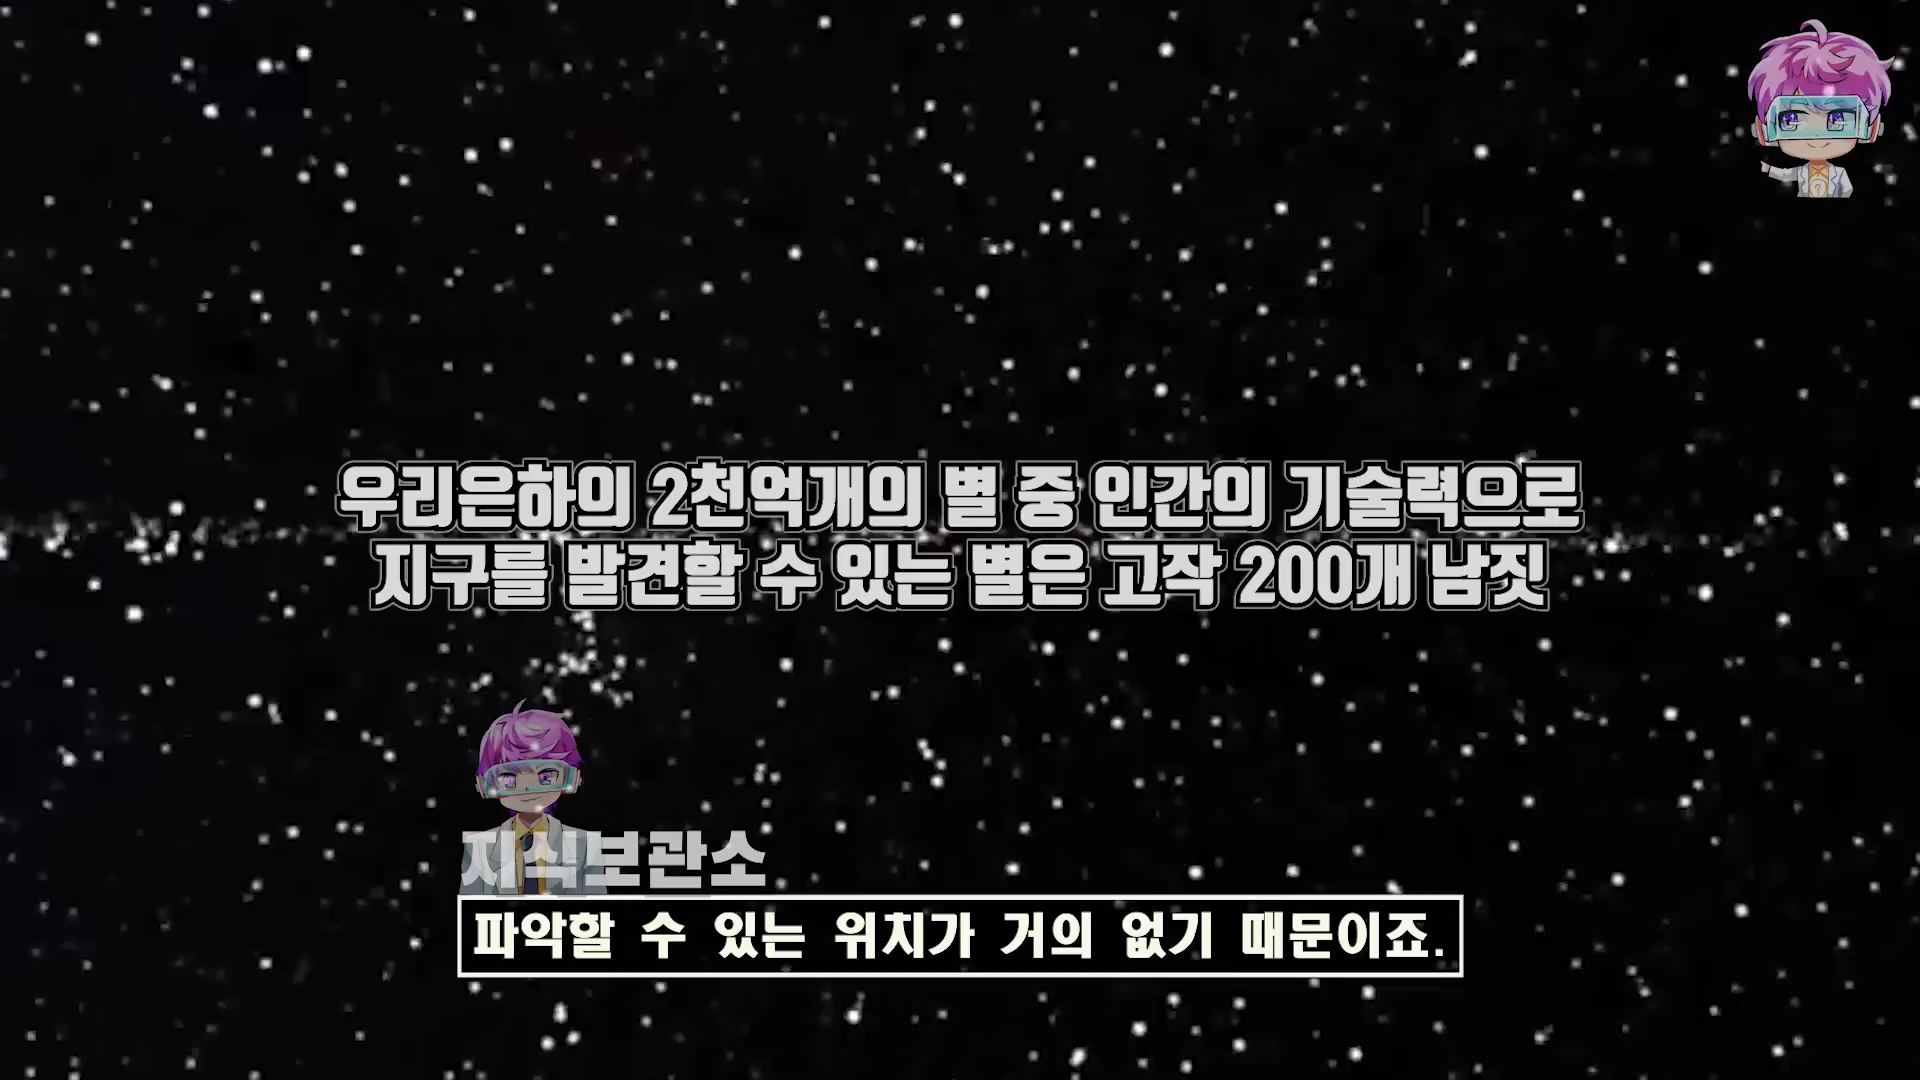 우리은하의 2천억개의 별 중 인간의 기술력으로
지구를 발견할 수 있는 별은 고작 200개 남짓
지식보관소
파악할 수 있는 위치가 거의 없기 때문이죠.